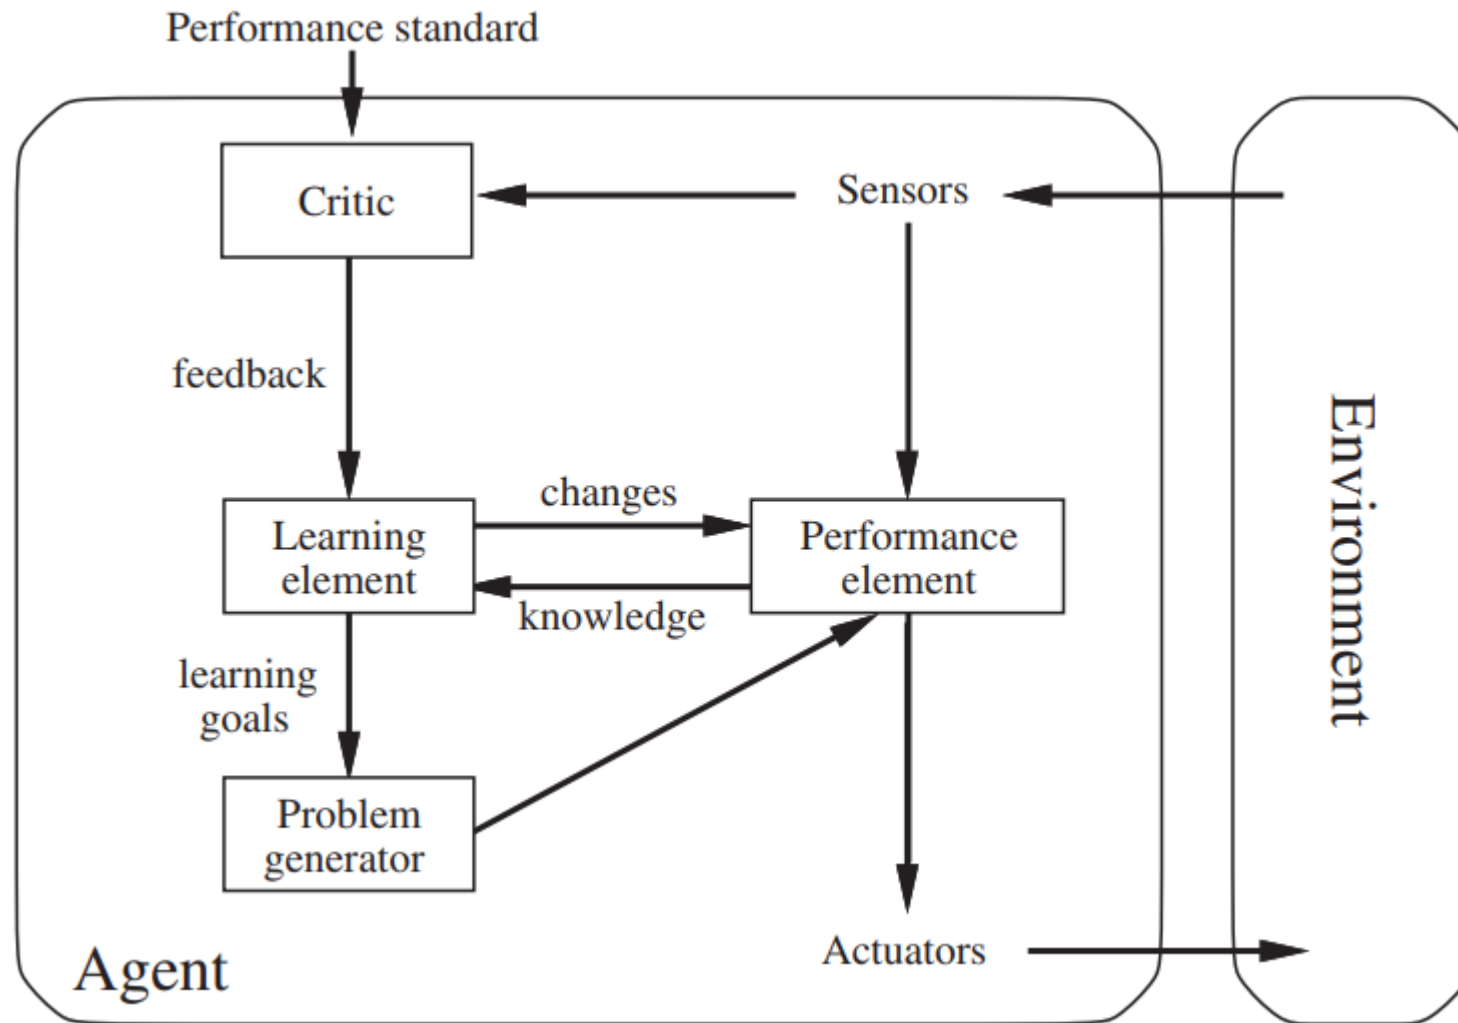 Performance standard
Critic
Sensors
feedback
changes
Learning
element
Performance
element
knowledge
learning
goals
Problem
generator
Agent
Actuators
Environment